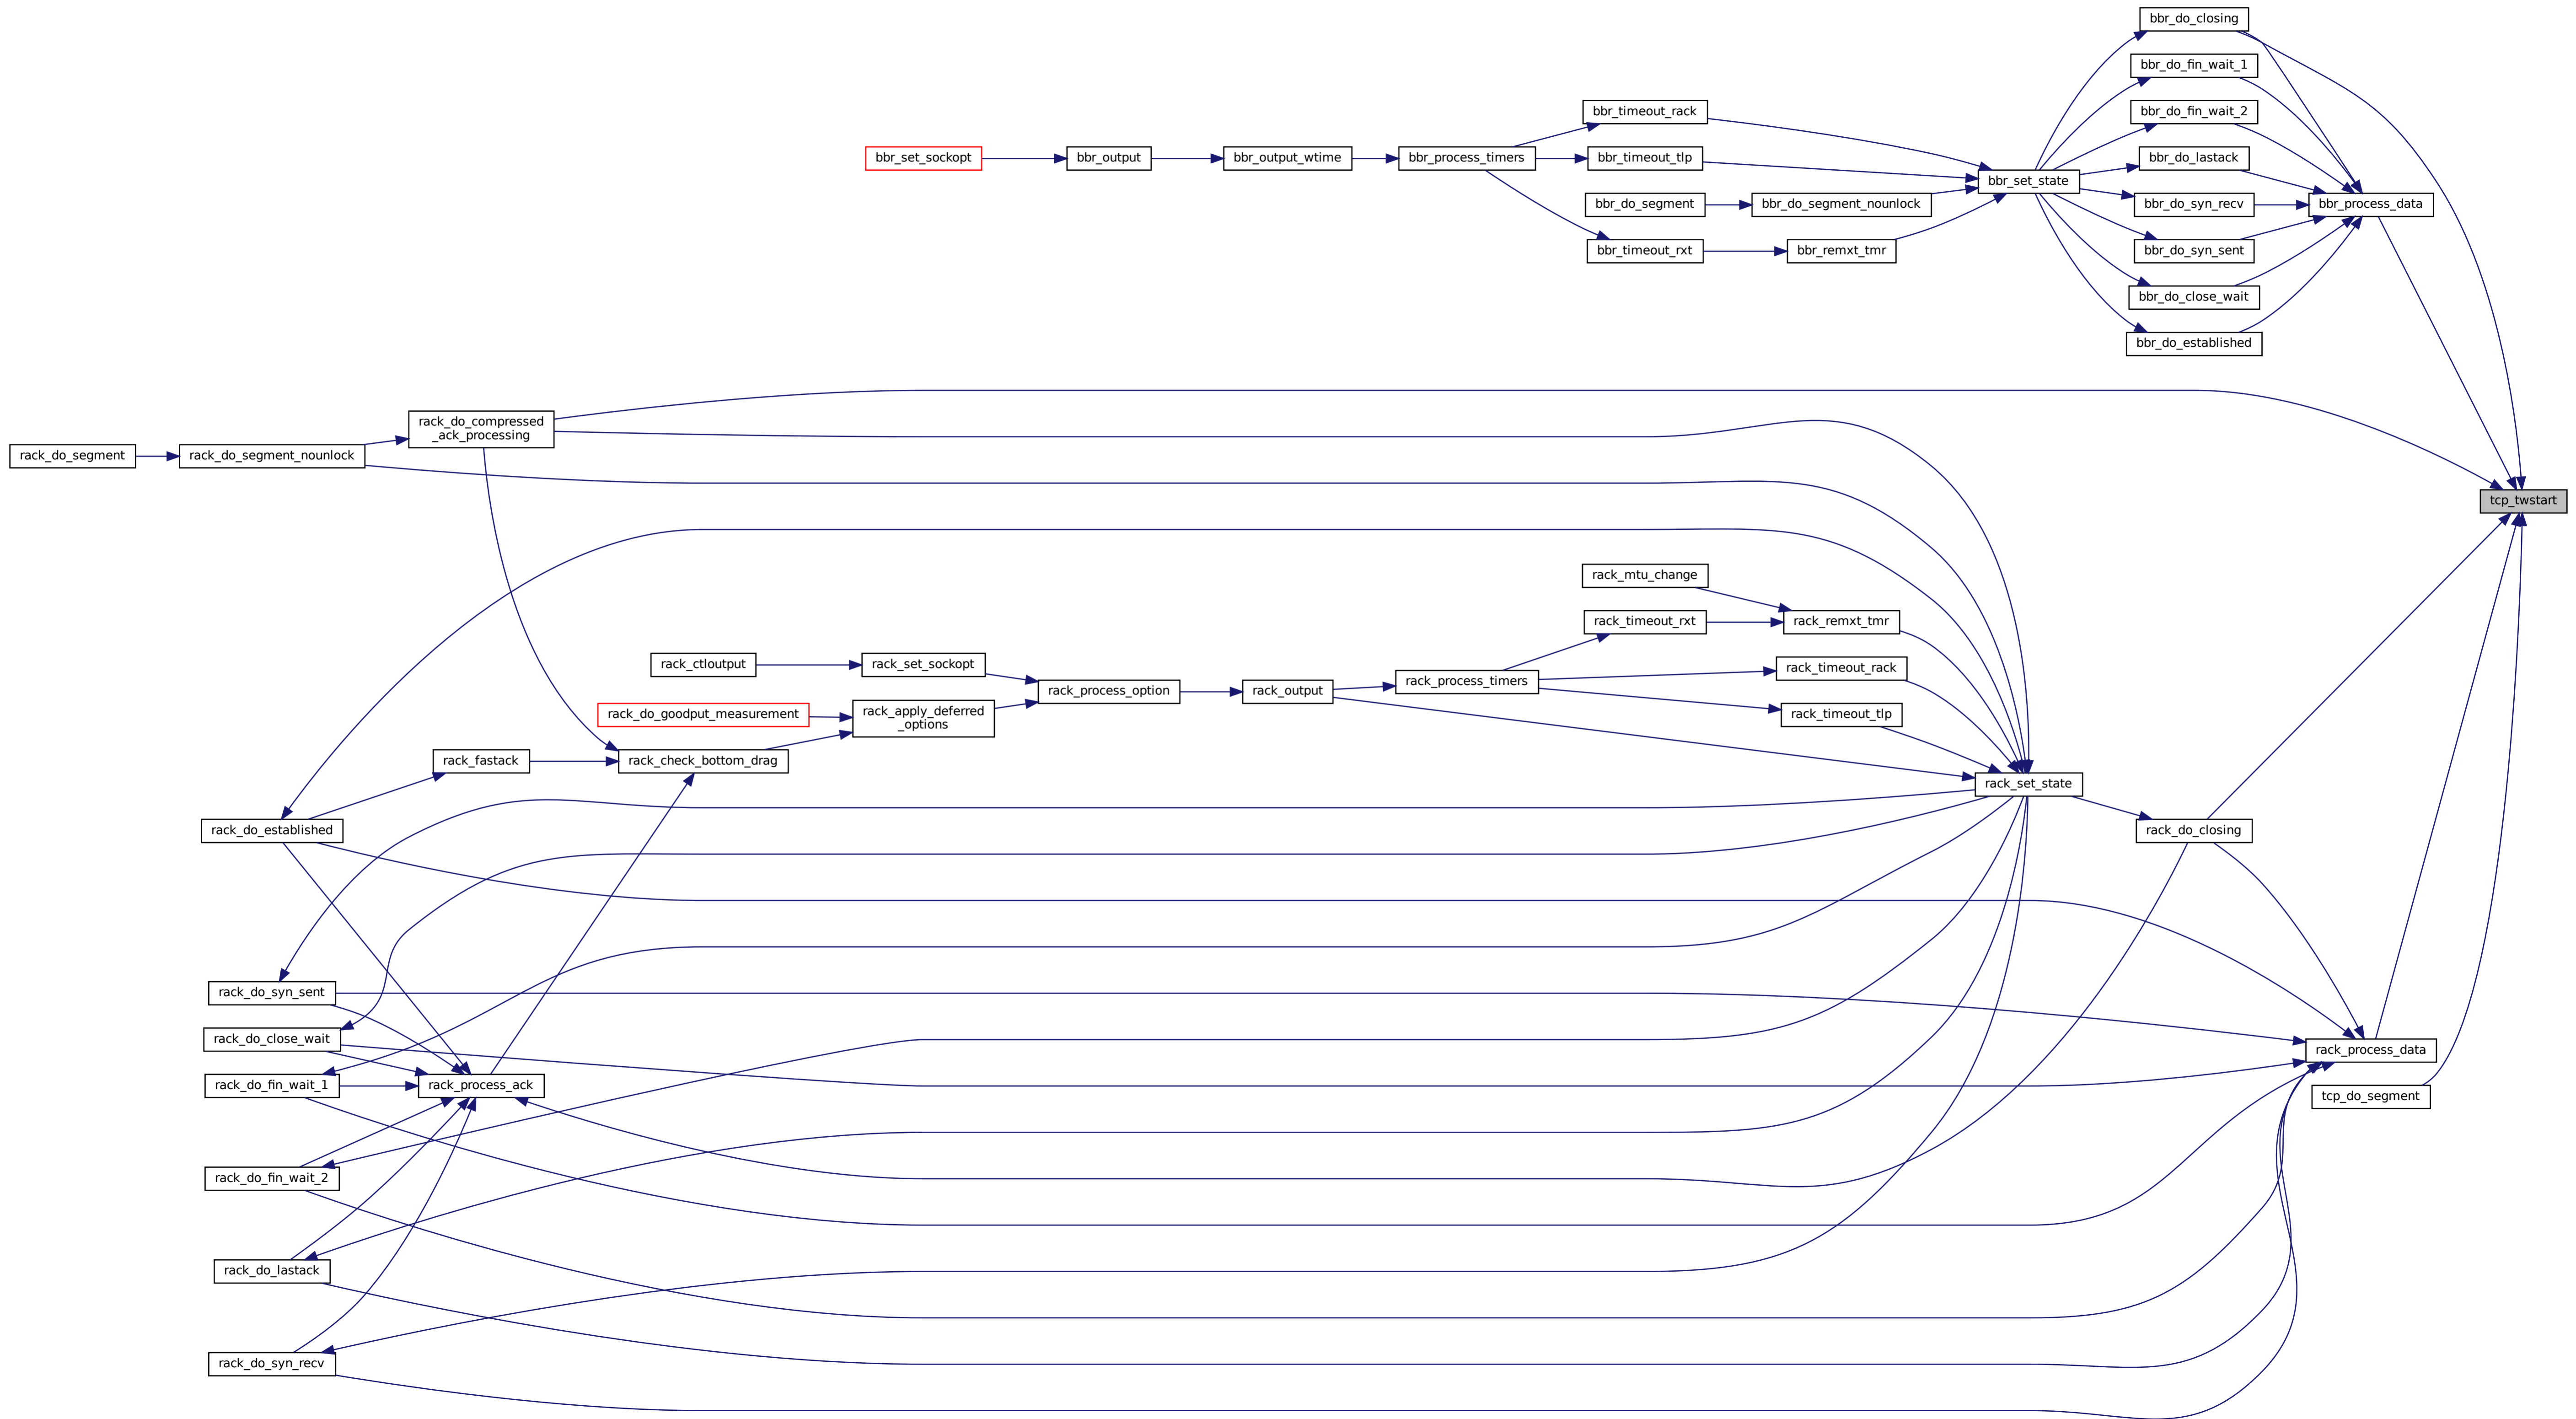 bbr_do_closing
bbr_do_fin_wait_1
bbr_timeout_rack
bbr_do_fin_wait_2
bbr_set_sockopt
bbr_output
bbr_output_wtime
bbr_process_timers
bbr_timeout_tlp
bbr_do_lastack
bbr_set_state
bbr_do_segment
bbr_do_segment_nounlock
bbr_do_syn_recv
bbr_process_data
bbr_timeout_rxt
bbr_remxt_tmr
bbr_do_syn_sent
bbr_do_close_wait
bbr_do_established
rack_do_compressed
_ack_processing
rack_do_segment
rack_do_segment_nounlock
tcp_twstart
rack_mtu_change
rack_timeout_rxt
rack_remxt_tmr
rack_ctloutput
rack_set_sockopt
rack_timeout_rack
rack_process_option
rack_output
rack_process_timers
rack_do_goodput_measurement
rack_apply_deferred
_options
rack_timeout_tlp
rack_fastack
rack_check_bottom_drag
rack_set_state
rack_do_established
rack_do_closing
rack_do_syn_sent
rack_do_close_wait
rack_process_data
rack_do_fin_wait_1
rack_process_ack
tcp_do_segment
rack_do_fin_wait_2
rack_do_lastack
rack_do_syn_recv